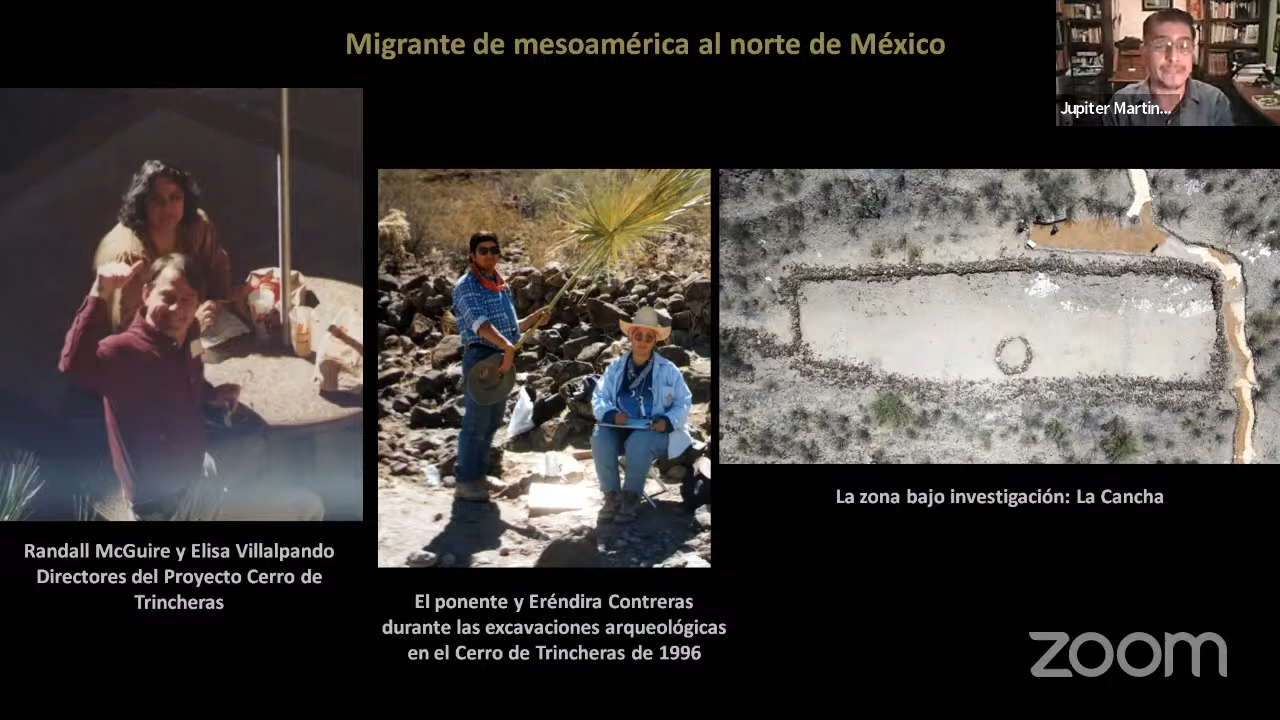 Migrante de mesoamérica al norte de México
Jupiter Martin...
Randall McGuire y Elisa Villalpando
Directores del Proyecto Cerro de
Trincheras
El ponente y Eréndira Contreras
durante las excavaciones arqueológicas
en el Cerro de Trincheras de 1996
La zona bajo investigación: La Cancha
zoom